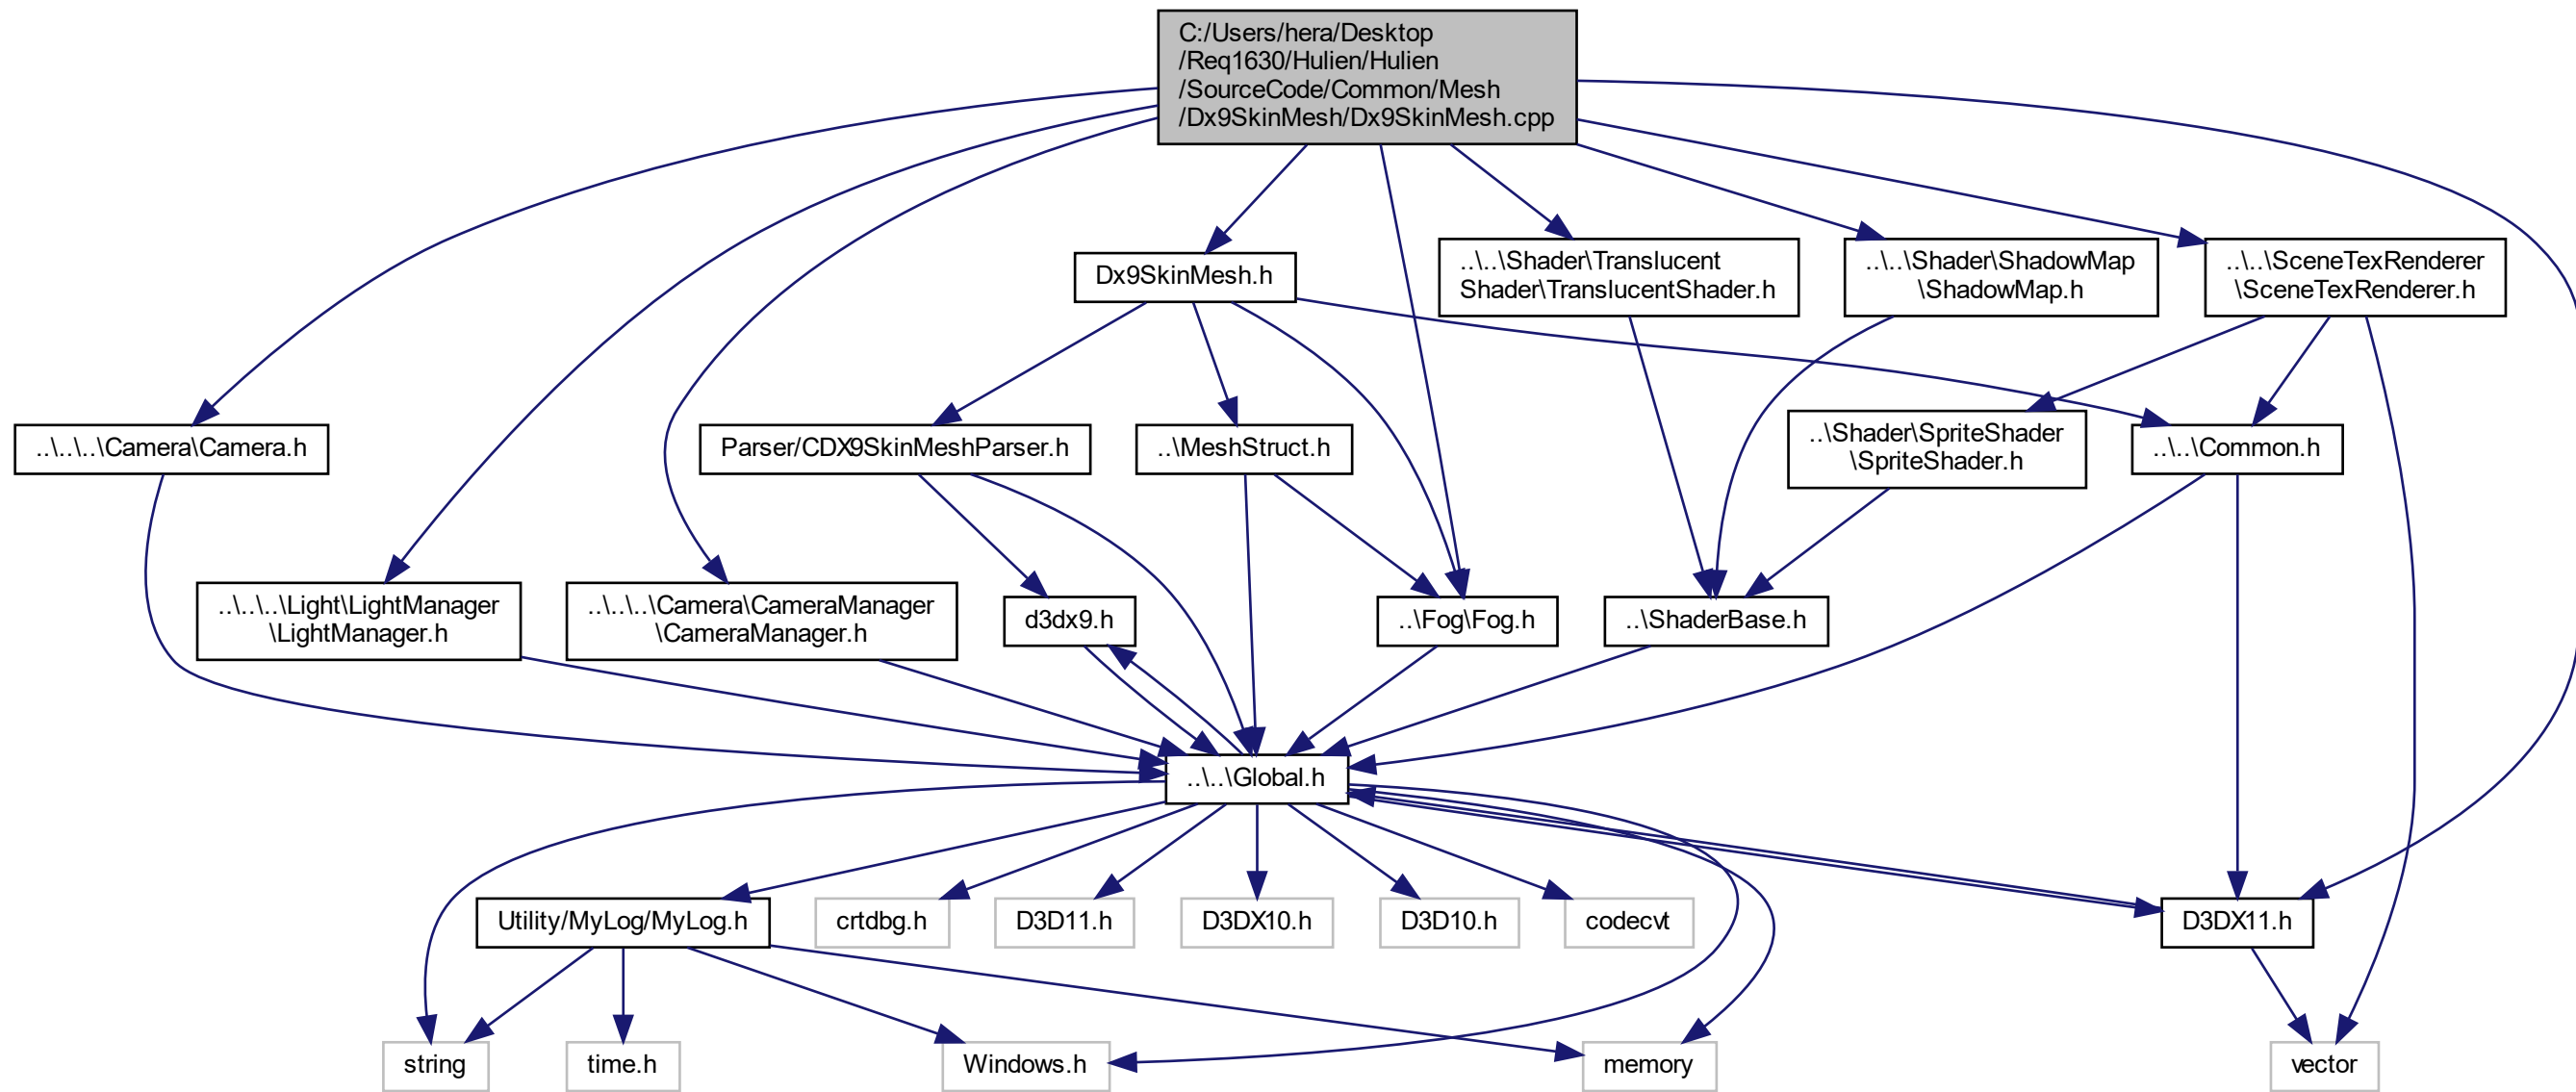 C:/Users/hera/Desktop
/Req1630/Hulien/Hulien
/SourceCode/Common/Mesh
/Dx9SkinMesh/Dx9SkinMesh.cpp
Dx9SkinMesh.h
..\..\Shader\Translucent
Shader\TranslucentShader.h
..\..\Shader\ShadowMap
\ShadowMap.h
..\..\SceneTexRenderer
\SceneTexRenderer.h
..\..\..\Camera\Camera.h
Parser/CDX9SkinMeshParser.h
..\MeshStruct.h
..\Shader\SpriteShader
\SpriteShader.h
..\..\Common.h
..\..\..\Light\LightManager
\LightManager.h
..\..\..\Camera\CameraManager
\CameraManager.h
d3dx9.h
..\Fog\Fog.h
..\ShaderBase.h
..\..\Global.h
Utility/MyLog/MyLog.h
crtdbg.h
D3D11.h
D3DX10.h
D3D10.h
codecvt
D3DX11.h
string
time.h
Windows.h
memory
vector